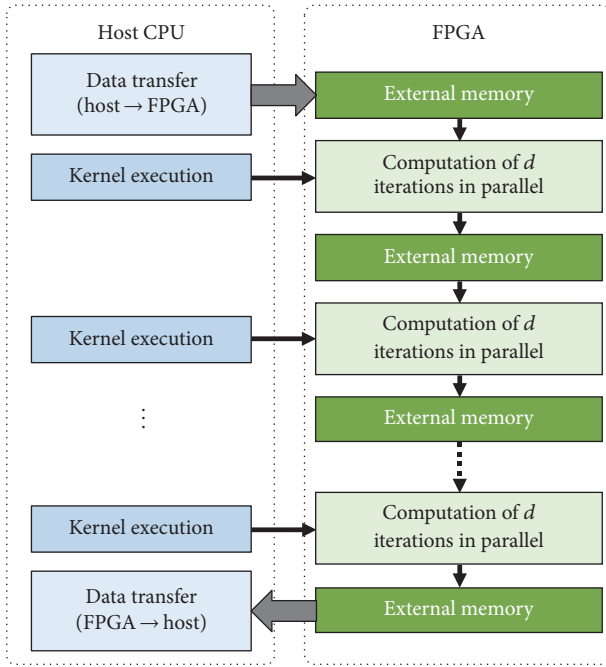 Host CPU
FPGA
Data transfer
(host → FPGA)
External memory
Kernel execution
Computation of d
iterations in parallel
External memory
Kernel execution
Computation of d
iterations in parallel
⋮
External memory
Kernel execution
Computation of d
iterations in parallel
Data transfer
(FPGA → host)
External memory